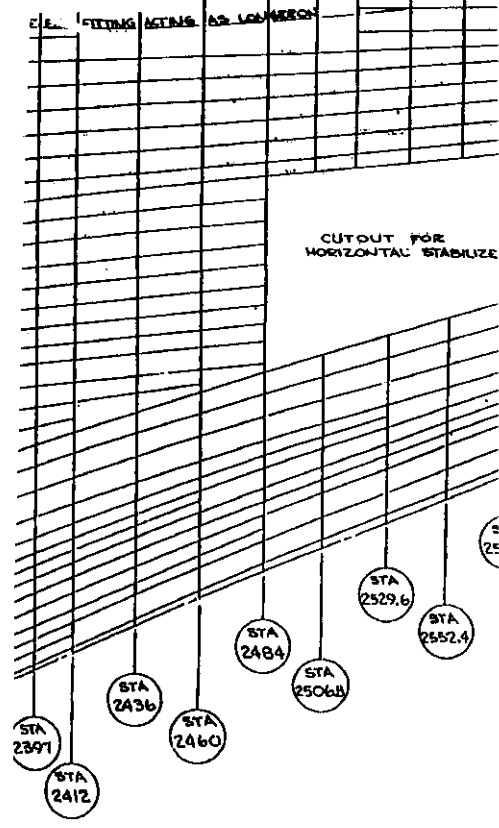 FITTING ACTING AS LONGERON
CUTOUT FOR
HORIZONTAL STABILIZE
STA
2529.6
STA
2552.4
STA
2484
STA
2506.8
STA
2436
STA
2460
STA
2397
STA
2412
25